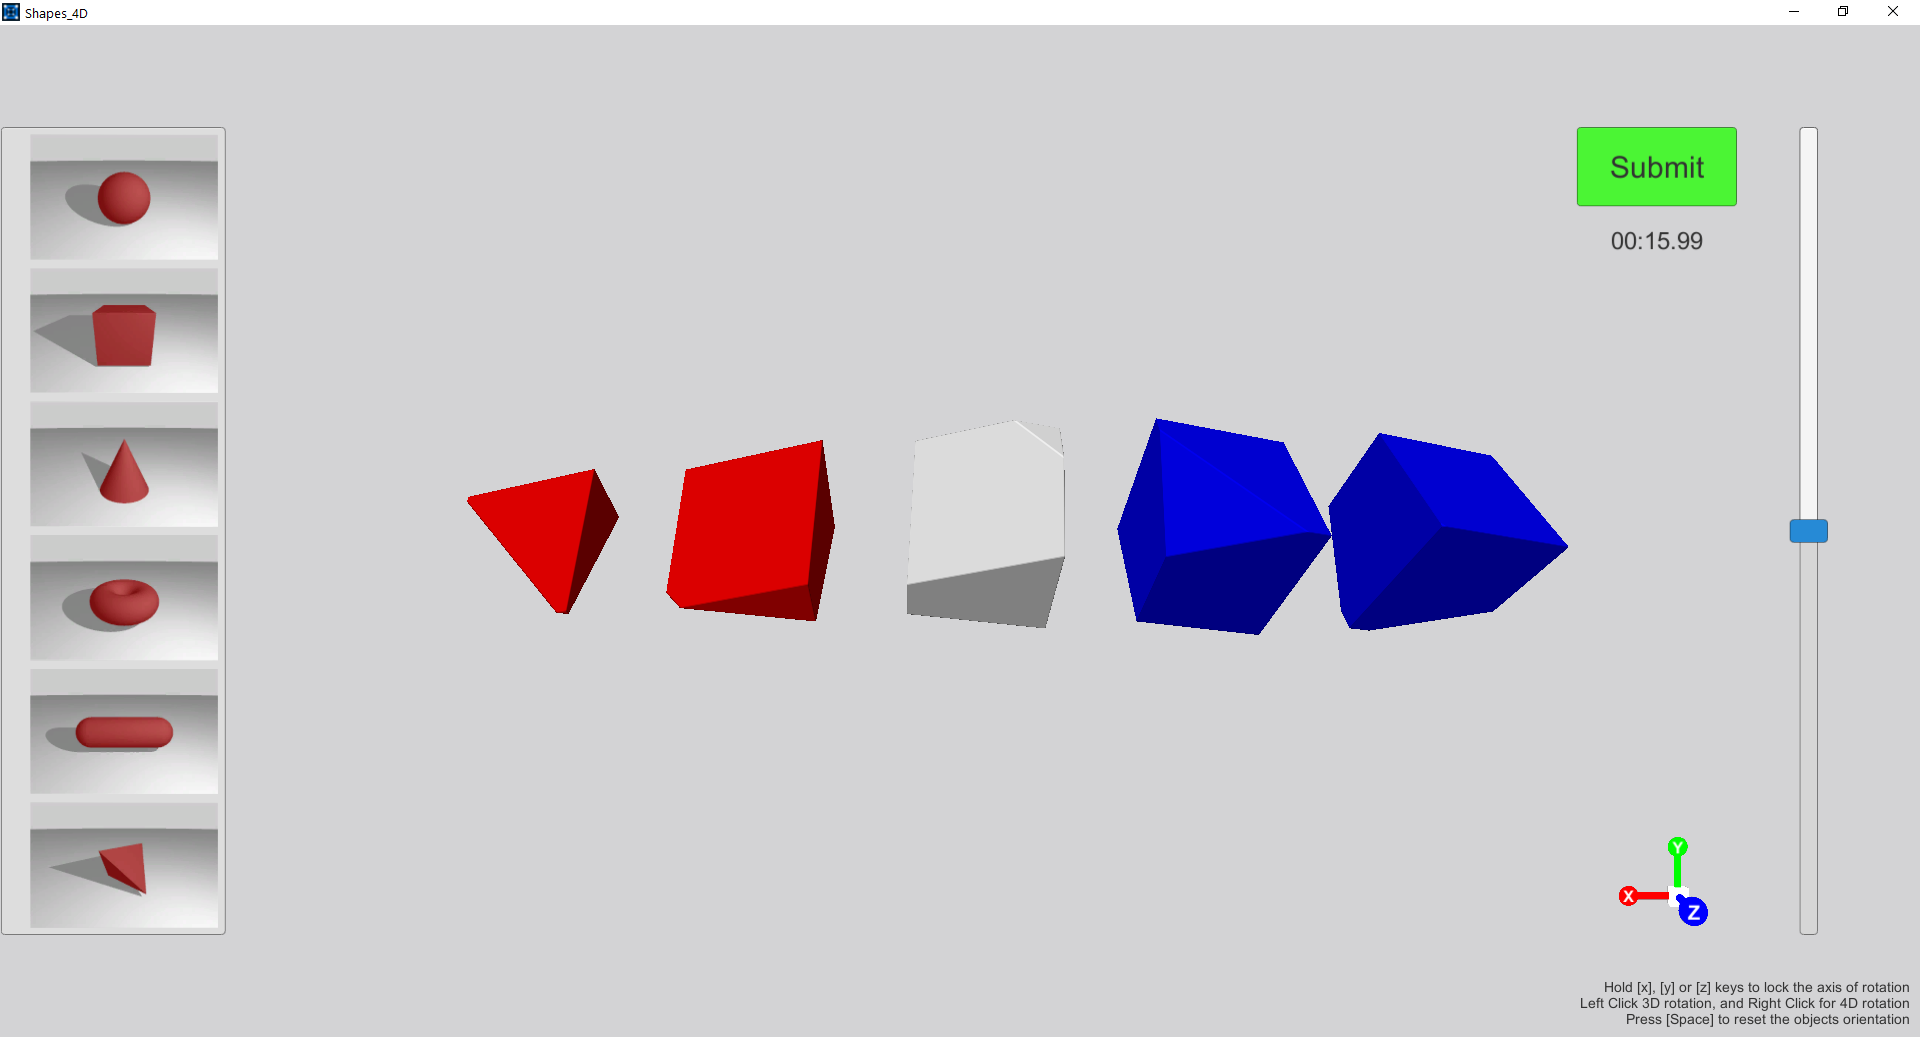 Shapes_4D
Submit
00:15.99
Y
X
Z
Hold [x], [y] or [z] keys to lock the axis of rotation
Left Click 3D rotation, and Right Click for 4D rotation
Press [Space] to reset the objects orientation